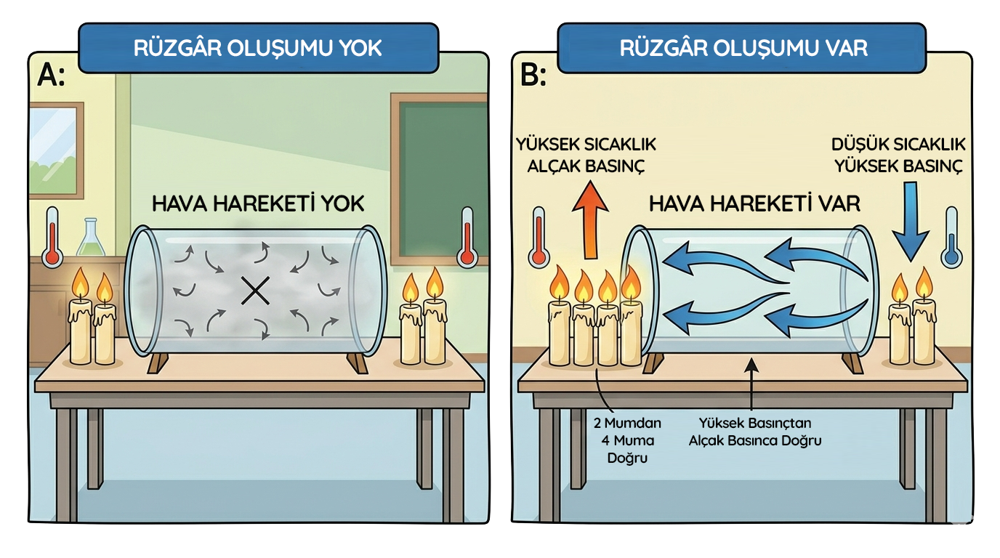 RÜZGÂR OLUŞUMU YOK
A:
HAVA HAREKETİ YOK
RÜZGÂR OLUŞUMU VAR
B:
YÜKSEK SICAKLIK
ALÇAK BASINÇ
DÜŞÜK SICAKLIK
YÜKSEK BASINÇ
HAVA HAREKETİ VAR
2 Mumdan
4 Muma
Doğru
Yüksek Basınçtan
Alçak Basınca Doğru